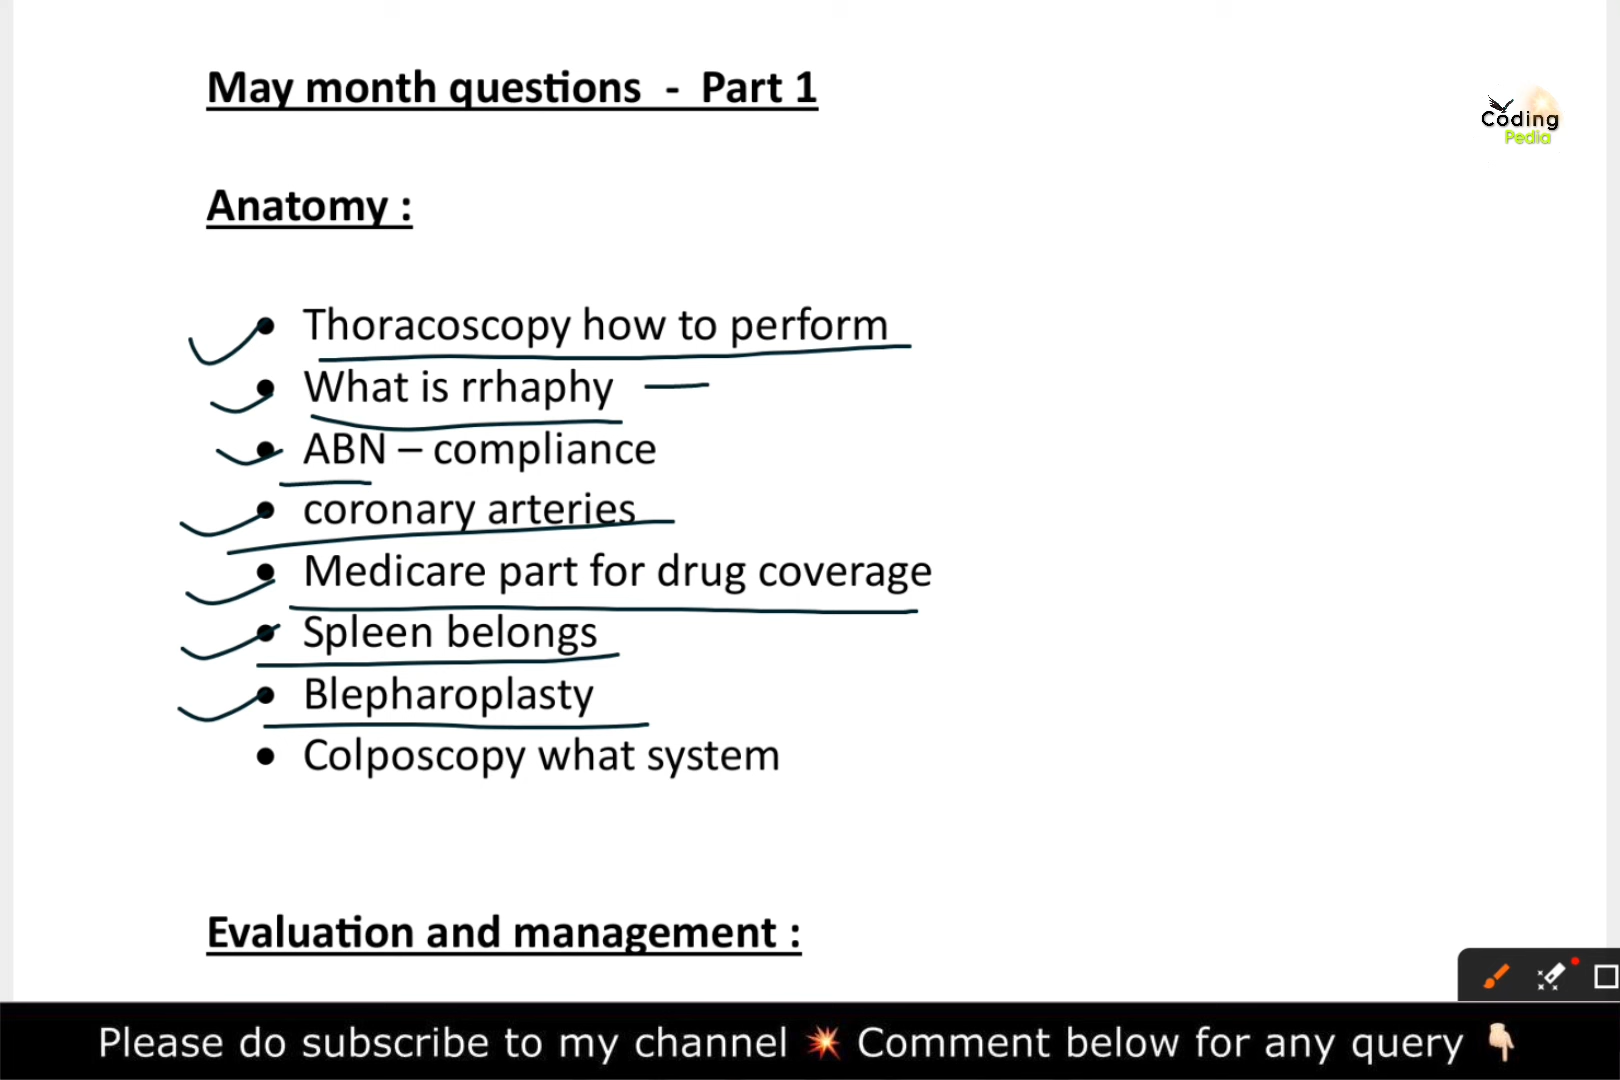 May month questions - Part 1
Coding
Pedia
Anatomy :
• Thoracoscopy how to perform
• What is rrhaphy
• ABN – compliance
• coronary arteries
• Medicare part for drug coverage
• Spleen belongs
• Blepharoplasty
• Colposcopy what system
Evaluation and management :
Please do subscribe to my channel 💥 Comment below for any query 👇🏻